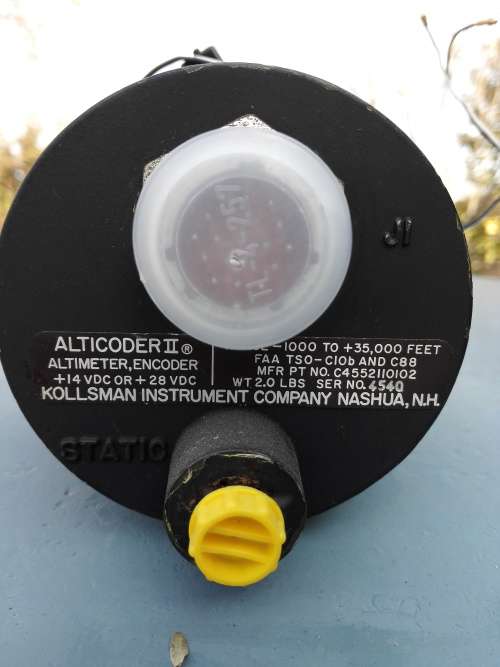 J1
ALTICODER II®
ALTIMETER, ENCODER
+14 VDC OR +28 VDC
-1000 TO +35,000 FEET
FAA TSO-C10b AND C88
MFR PT NO. C4552110102
WT 2.0 LBS SER NO. 4540
KOLLSMAN INSTRUMENT COMPANY NASHUA, N.H.
STATIC